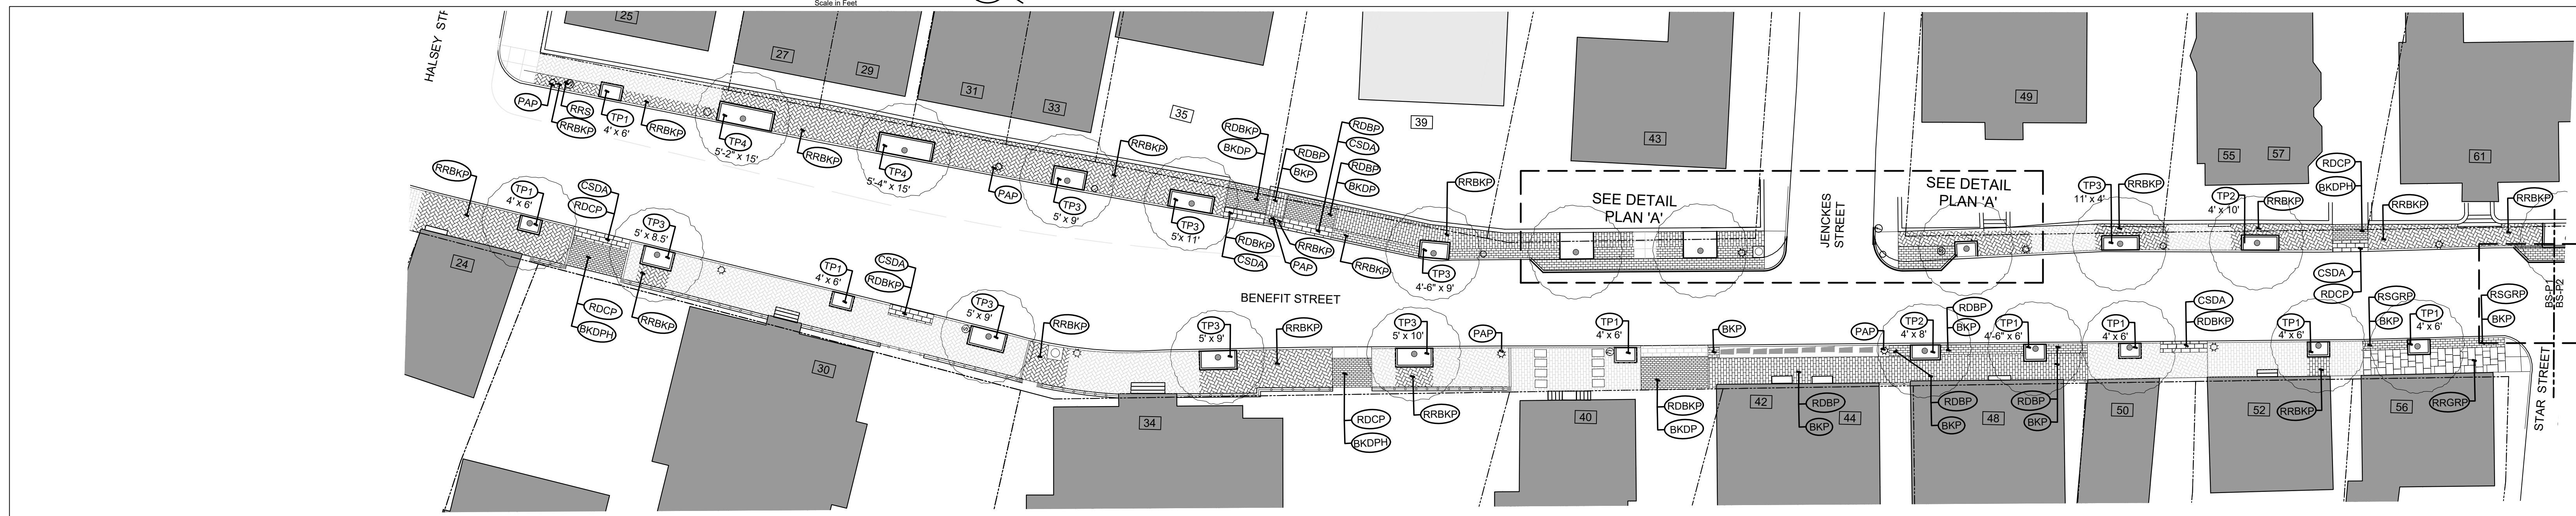 Scale in Feet
HALSEY STR
25
27
29
31
33
35
39
43
49
55
57
61
PAP
RRS
RRBKP
TP1
4' x 6'
RRBKP
TP4
5'-2" x 15'
RRBKP
TP4
5'-4" x 15'
PAP
TP3
5' x 9'
RRBKP
TP3
5'x 11'
RDBKP
BKDP
RDBP
BKP
RDBP
CSDA
RDBP
BKDP
RDBKP
CSDA
RRBKP
PAP
RRBKP
RRBKP
TP3
4'-6" x 9'
SEE DETAIL
PLAN 'A'
JENCKES
STREET
SEE DETAIL
PLAN 'A'
TP3
11' x 4'
RRBKP
TP2
4' x 10'
RRBKP
RDCP
BKDPH
RRBKP
RRBKP
CSDA
RDCP
BENEFIT STREET
RRBKP
TP1
4' x 6'
CSDA
RDCP
TP3
5' x 8.5'
RDCP
BKDPH
RRBKP
TP1
4' x 6'
CSDA
RDBKP
TP3
5' x 9'
RRBKP
TP3
5' x 9'
RRBKP
TP3
5' x 10'
PAP
RDCP
BKDPH
RRBKP
TP1
4' x 6'
BKP
RDBKP
BKDP
RDBP
BKP
PAP
TP2
4' x 8'
RDBP
BKP
TP1
4'-6" x 6'
RDBP
BKP
RDBP
BKP
TP1
4' x 6'
CSDA
RDBKP
TP1
4' x 6'
RRBKP
RSGRP
BKP
TP1
4' x 6'
RSGRP
BKP
RRGRP
BS-P1
BS-P2
STAR STREET
24
30
34
40
42
44
48
50
52
56